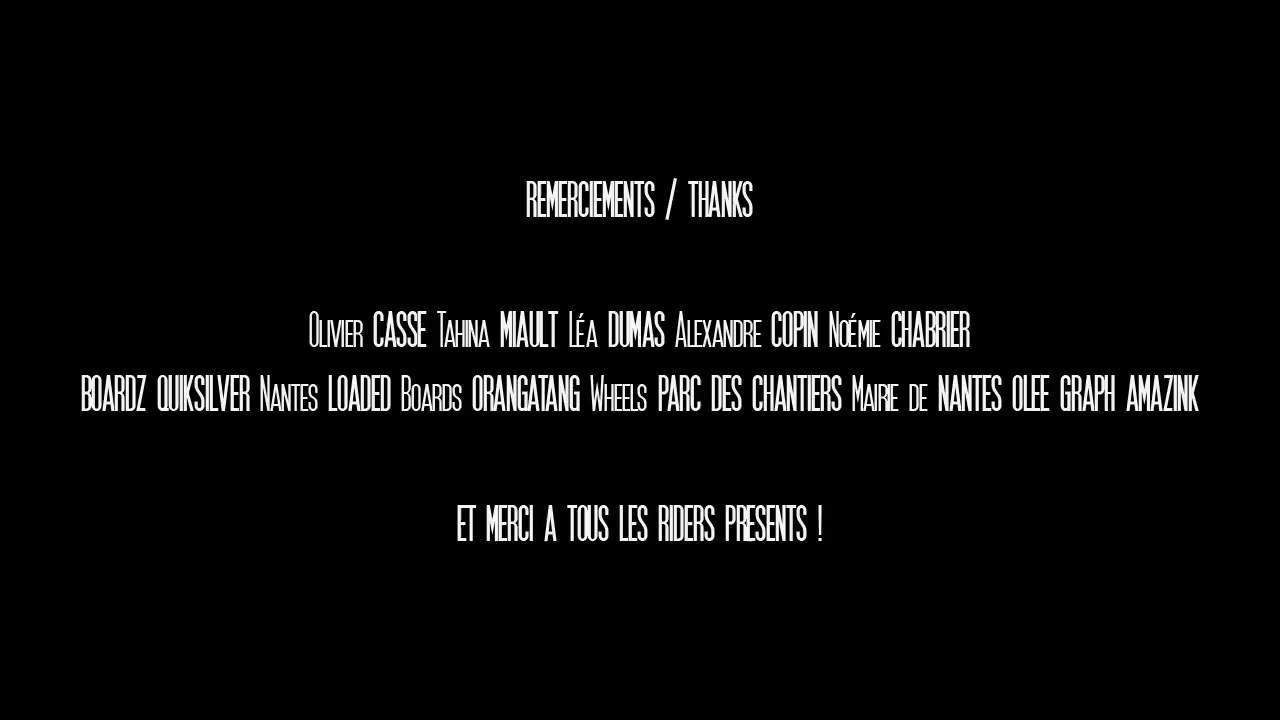 REMERCIEMENTS / THANKS
Olivier CASSE Tahina MIAULT Léa DUMAS Alexandre COPIN Noémie CHABRIER
BOARDZ QUIKSILVER Nantes LOADED Boards ORANGATANG Wheels PARC DES CHANTIERS Mairie de NANTES OLEE GRAPH AMAZINK
ET MERCI A TOUS LES RIDERS PRESENTS !